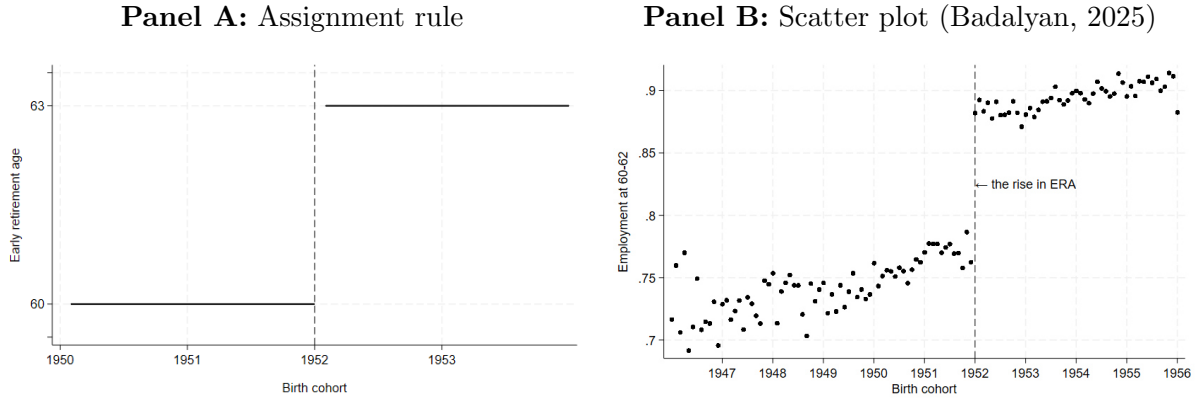 Panel A: Assignment rule
63
60
Early retirement age
1950 1951 1952 1953
Birth cohort
Panel B: Scatter plot (Badalyan, 2025)
.9
.85
.8
.75
.7
Employment at 60-62
← the rise in ERA
1947 1948 1949 1950 1951 1952 1953 1954 1955 1956
Birth cohort